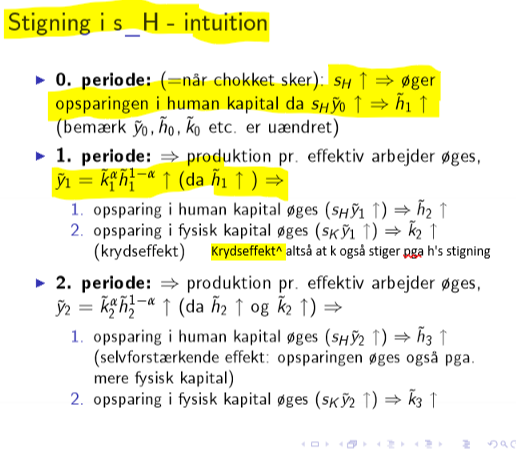 Stigning i s_H - intuition
▶ 0. periode: (=når chokket sker): s_H ↑ ⇒ øger
opsparingen i human kapital da s_H ỹ_0 ↑ ⇒ h̃_1 ↑
(bemærk ỹ_0, h̃_0, k̃_0 etc. er uændret)
▶ 1. periode: ⇒ produktion pr. effektiv arbejder øges,
ỹ_1 = k̃_1^α h̃_1^{1−α} ↑ (da h̃_1 ↑ ) ⇒
1. opsparing i human kapital øges (s_H ỹ_1 ↑) ⇒ h̃_2 ↑
2. opsparing i fysisk kapital øges (s_K ỹ_1 ↑) ⇒ k̃_2 ↑
(krydseffekt) Krydseffekt^ altså at k også stiger pga h's stigning
▶ 2. periode: ⇒ produktion pr. effektiv arbejder øges,
ỹ_2 = k̃_2^α h̃_2^{1−α} ↑ (da h̃_2 ↑ og k̃_2 ↑) ⇒
1. opsparing i human kapital øges (s_H ỹ_2 ↑) ⇒ h̃_3 ↑
(selvforstærkende effekt: opsparingen øges også pga.
mere fysisk kapital)
2. opsparing i fysisk kapital øges (s_K ỹ_2 ↑) ⇒ k̃_3 ↑